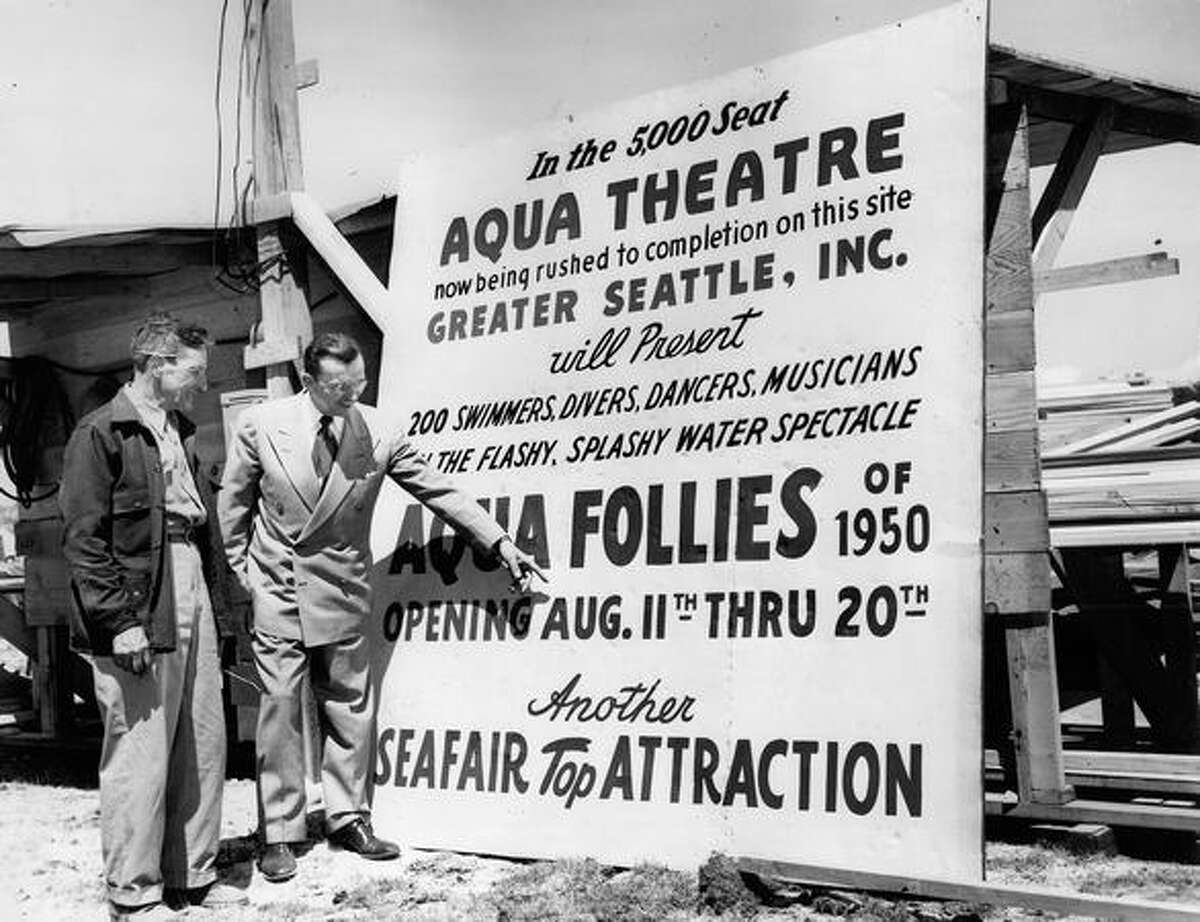 In the 5,000 Seat
AQUA THEATRE
now being rushed to completion on this site
GREATER SEATTLE, INC.
will Present
200 SWIMMERS, DIVERS, DANCERS, MUSICIANS
THE FLASHY, SPLASHY WATER SPECTACLE
AQUA FOLLIES OF 1950
OPENING AUG. 11TH THRU 20TH
Another
SEAFAIR Top ATTRACTION